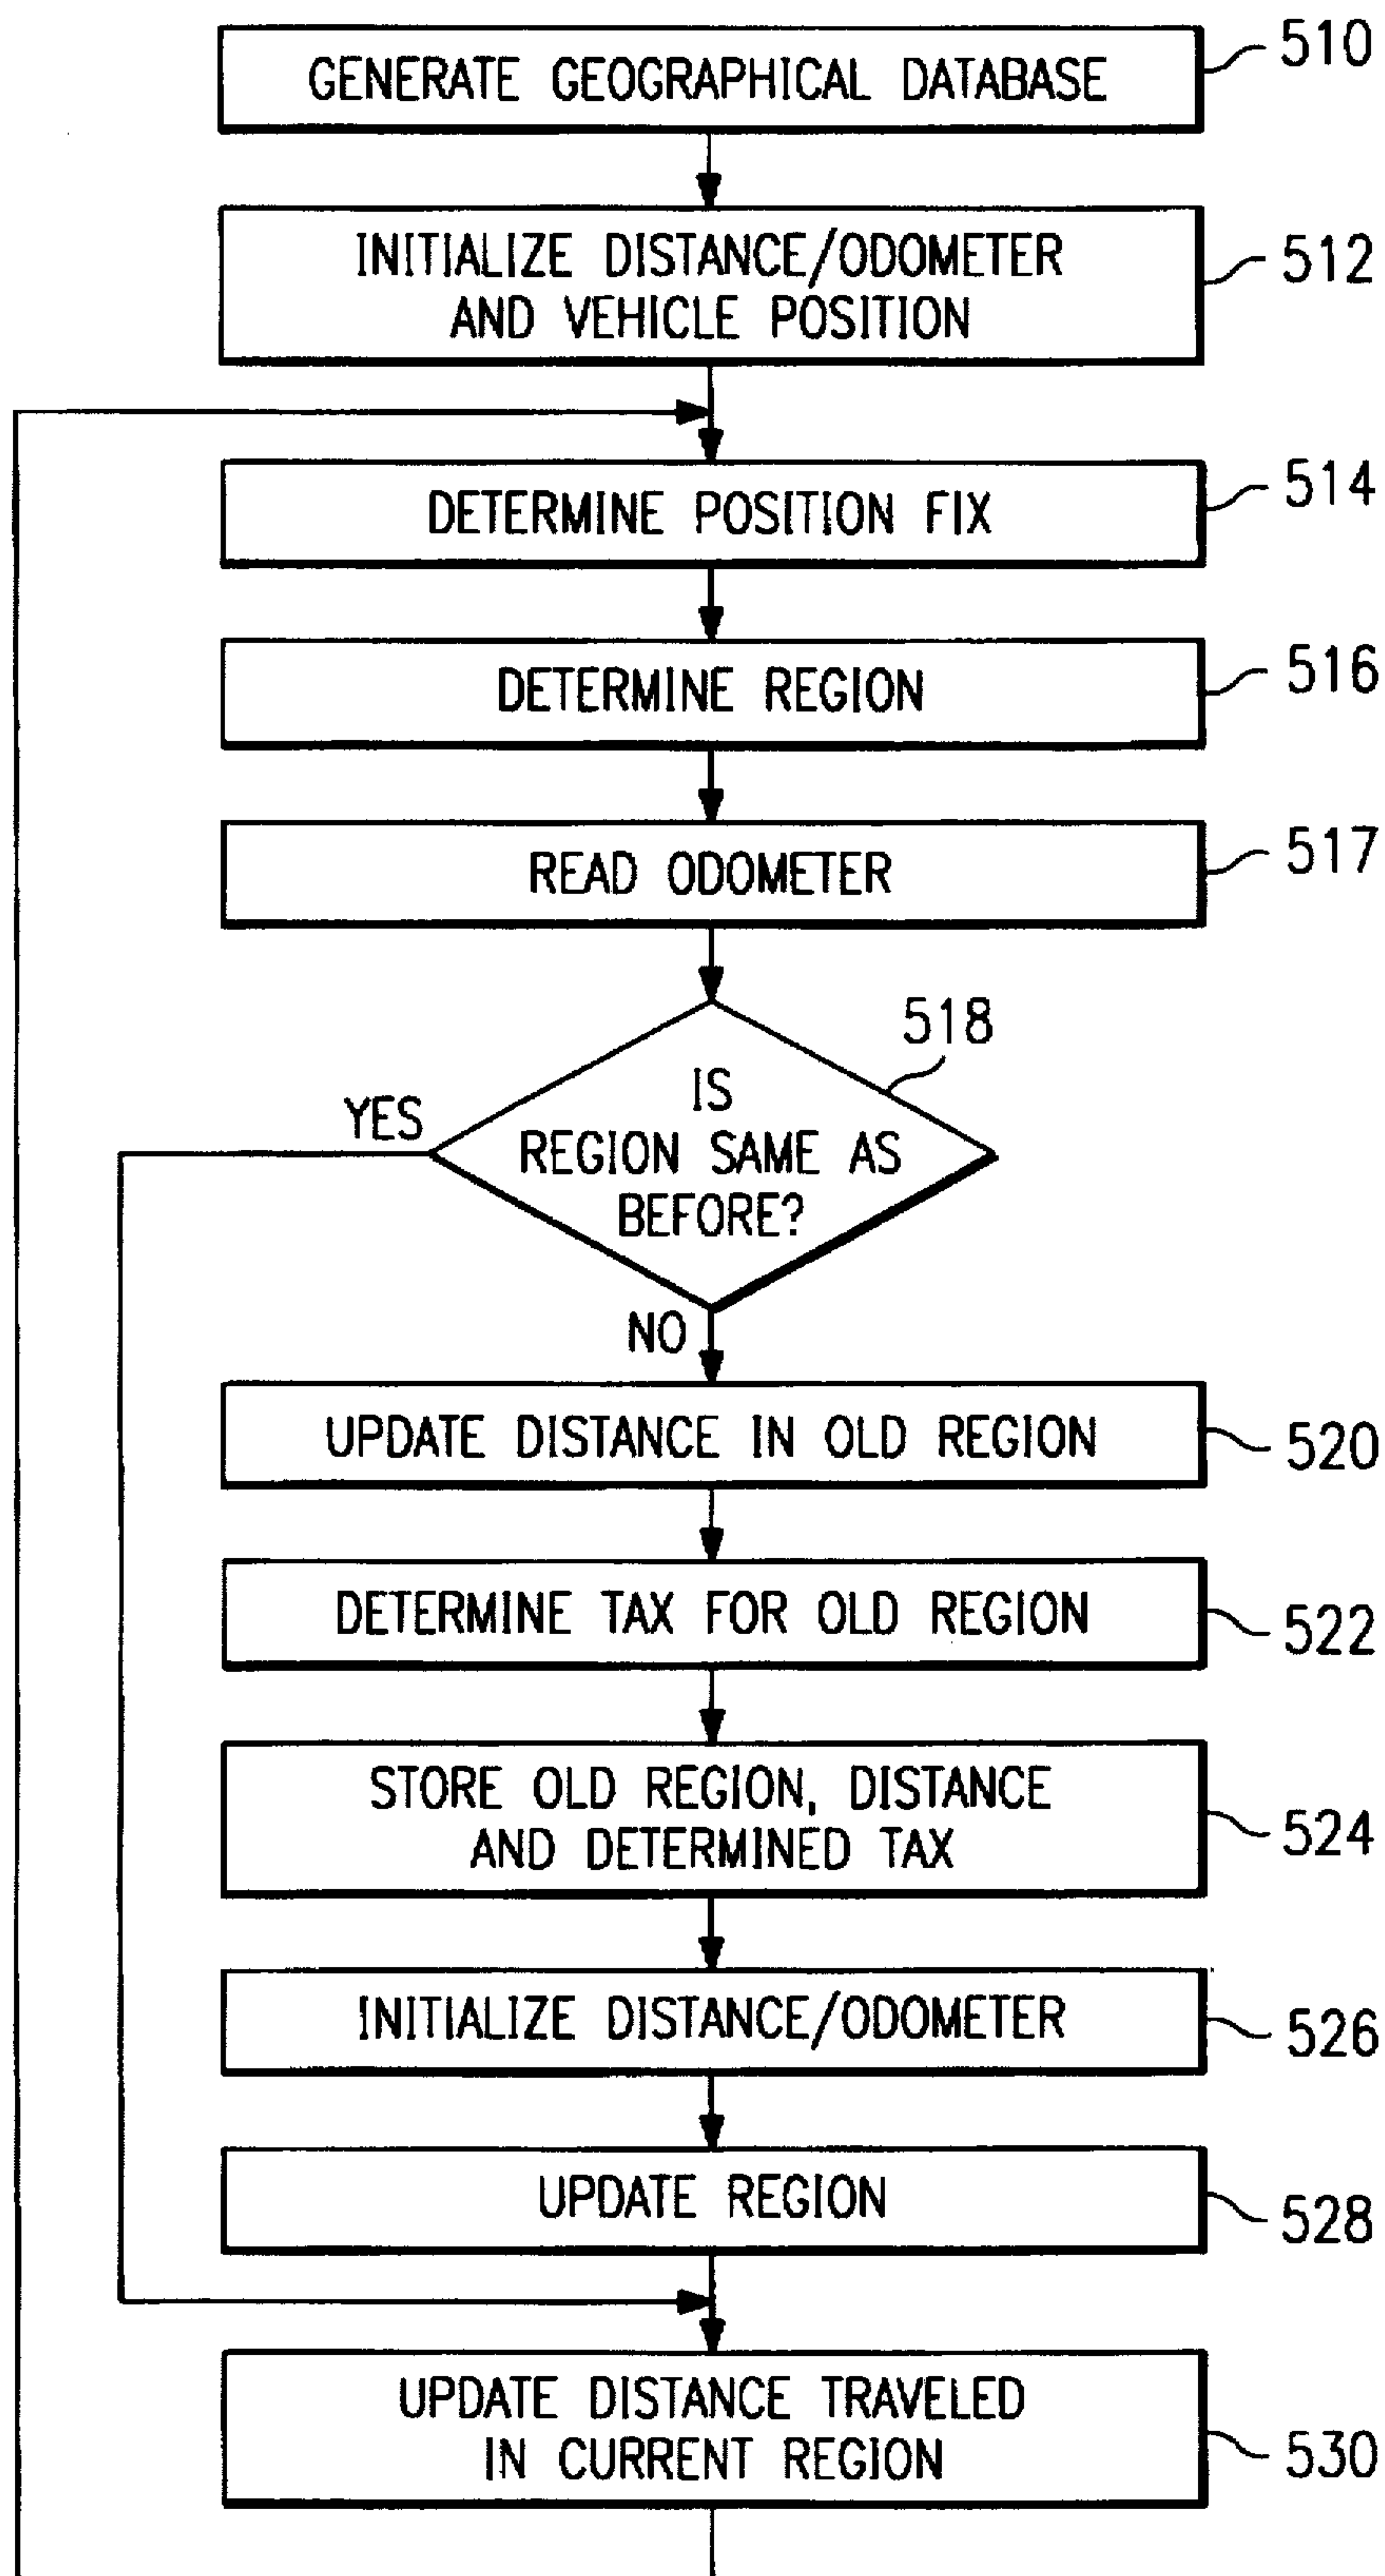 GENERATE GEOGRAPHICAL DATABASE
510
INITIALIZE DISTANCE/ODOMETER
AND VEHICLE POSITION
512
DETERMINE POSITION FIX
514
DETERMINE REGION
516
READ ODOMETER
517
518
IS
REGION SAME AS
BEFORE?
YES
NO
UPDATE DISTANCE IN OLD REGION
520
DETERMINE TAX FOR OLD REGION
522
STORE OLD REGION, DISTANCE
AND DETERMINED TAX
524
INITIALIZE DISTANCE/ODOMETER
526
UPDATE REGION
528
UPDATE DISTANCE TRAVELED
IN CURRENT REGION
530